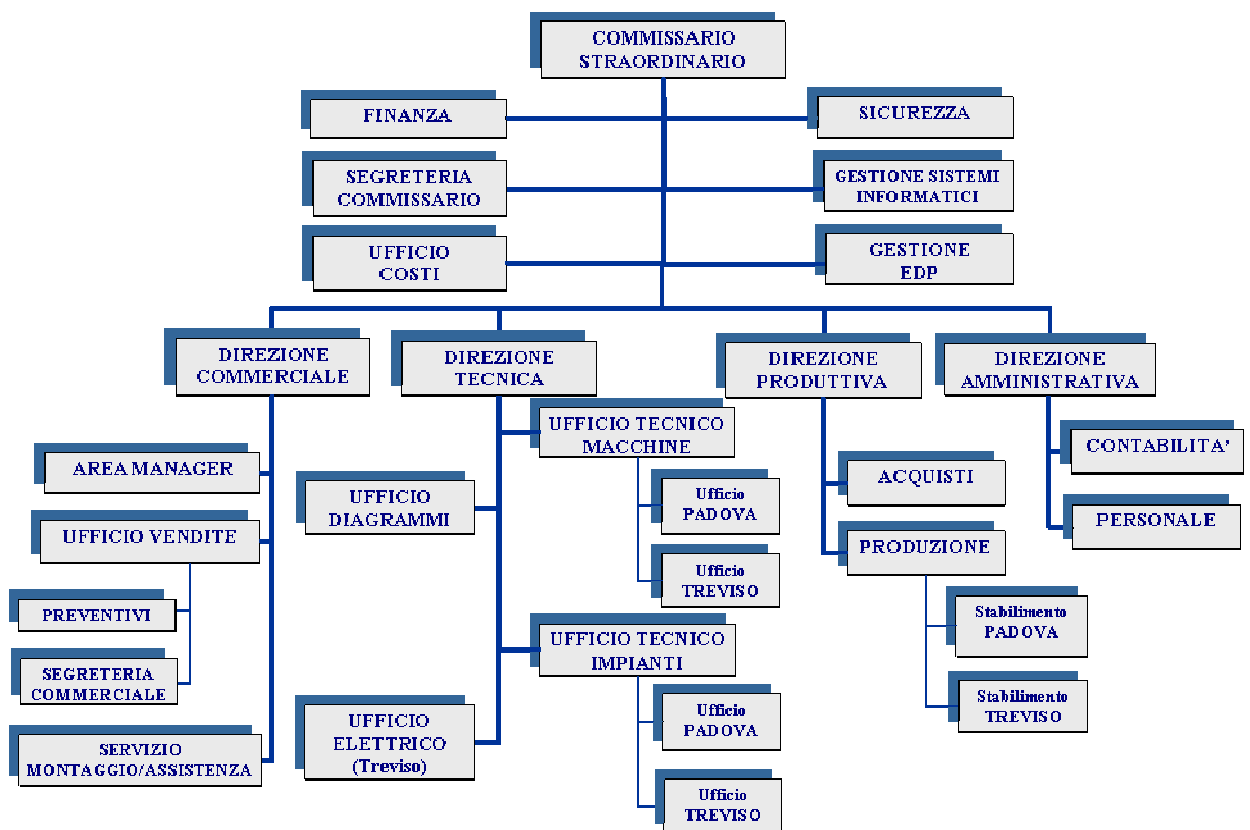 COMMISSARIO
STRAORDINARIO
FINANZA
SICUREZZA
SEGRETERIA
COMMISSARIO
GESTIONE SISTEMI
INFORMATICI
UFFICIO
COSTI
GESTIONE
EDP
DIREZIONE
COMMERCIALE
DIREZIONE
TECNICA
DIREZIONE
PRODUTTIVA
DIREZIONE
AMMINISTRATIVA
AREA MANAGER
UFFICIO VENDITE
PREVENTIVI
SEGRETERIA
COMMERCIALE
SERVIZIO
MONTAGGIO/ASSISTENZA
UFFICIO TECNICO
MACCHINE
Ufficio
PADOVA
Ufficio
TREVISO
UFFICIO
DIAGRAMMI
UFFICIO TECNICO
IMPIANTI
Ufficio
PADOVA
Ufficio
TREVISO
UFFICIO
ELETTRICO
(Treviso)
ACQUISTI
PRODUZIONE
Stabilimento
PADOVA
Stabilimento
TREVISO
CONTABILITA'
PERSONALE